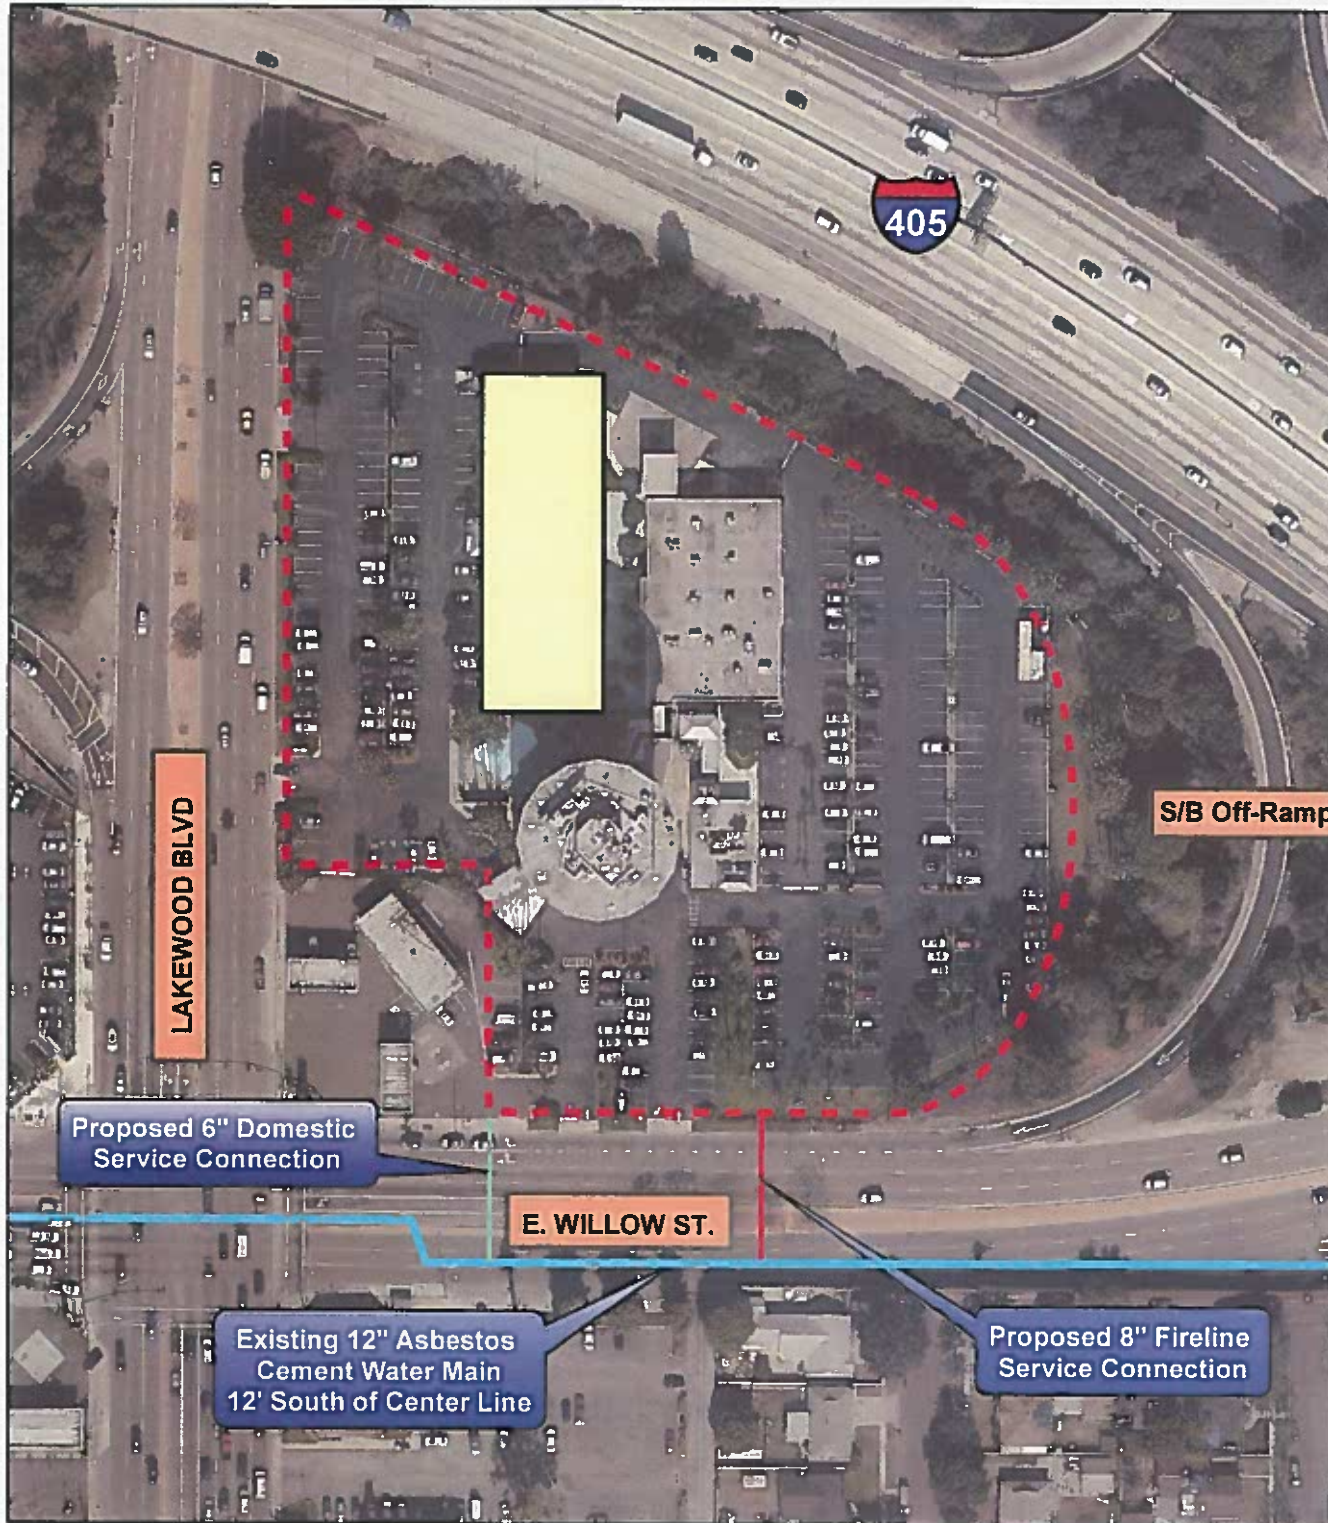 405
S/B Off-Ramp
LAKEWOOD BLVD
Proposed 6" Domestic
Service Connection
E. WILLOW ST.
Existing 12" Asbestos
Cement Water Main
12' South of Center Line
Proposed 8" Fireline
Service Connection